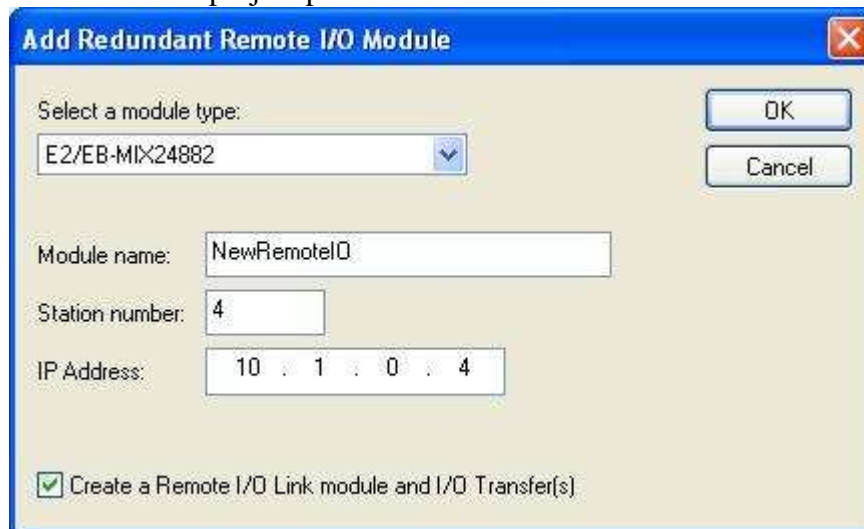 Add Redundant Remote I/O Module
Select a module type:
E2/EB-MIX24882
OK
Cancel
Module name:
NewRemoteIO
Station number:
4
IP Address:
10 . 1 . 0 . 4
Create a Remote I/O Link module and I/O Transfer(s)